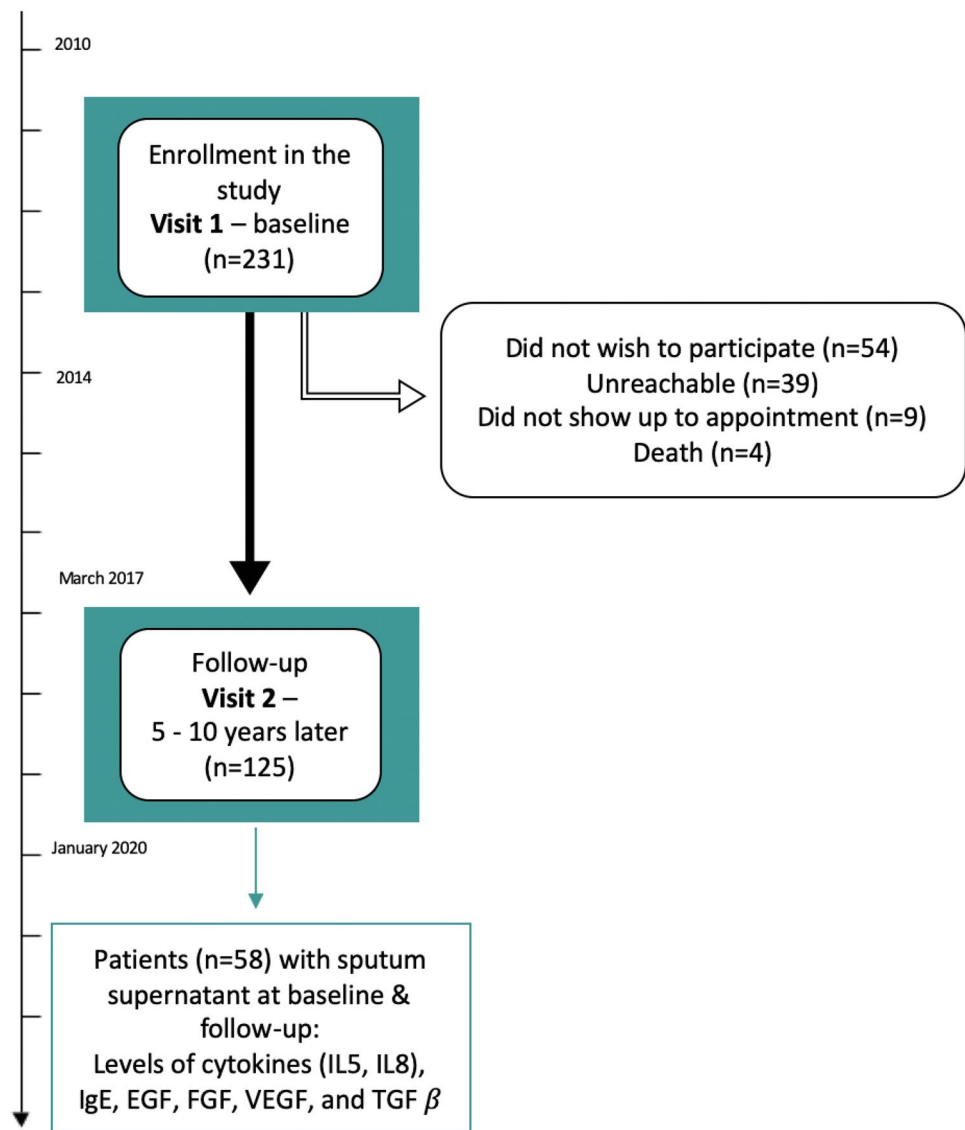 2010
Enrollment in the
study
Visit 1 – baseline
(n=231)
2014
Did not wish to participate (n=54)
Unreachable (n=39)
Did not show up to appointment (n=9)
Death (n=4)
March 2017
Follow-up
Visit 2 –
5 - 10 years later
(n=125)
January 2020
Patients (n=58) with sputum
supernatant at baseline &
follow-up:
Levels of cytokines (IL5, IL8),
IgE, EGF, FGF, VEGF, and TGF β